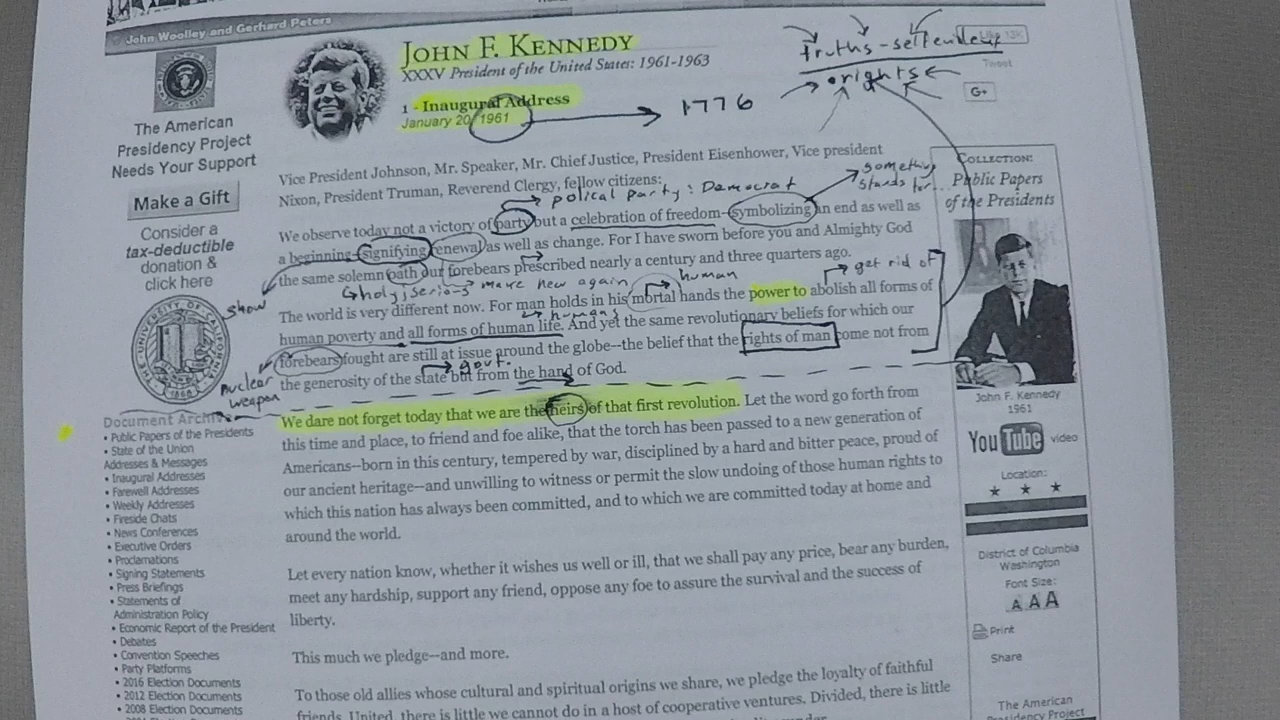 John Woolley and Gerhard Peters
The American
Presidency Project
Needs Your Support
Make a Gift
Consider a
tax-deductible
donation &
click here
show
nuclear
weapon
Document Archive
• Public Papers of the Presidents
• State of the Union
Addresses & Messages
• Inaugural Addresses
• Farewell Addresses
• Weekly Addresses
• Fireside Chats
• News Conferences
• Executive Orders
• Proclamations
• Signing Statements
• Press Briefings
• Statements of
Administration Policy
• Economic Report of the President
• Debates
• Convention Speeches
• Party Platforms
• 2016 Election Documents
• 2012 Election Documents
• 2008 Election Documents
JOHN F. KENNEDY
XXXV President of the United States: 1961-1963
1 - Inaugural Address
January 20, 1961
1776
truths-selfevident
rights
Vice President Johnson, Mr. Speaker, Mr. Chief Justice, President Eisenhower, Vice president
Nixon, President Truman, Reverend Clergy, fellow citizens:
polical party: Democrat
something
stands for
We observe today not a victory of party but a celebration of freedom--symbolizing an end as well as
a beginning--signifying renewal as well as change. For I have sworn before you and Almighty God
the same solemn oath our forebears prescribed nearly a century and three quarters ago.
holy, serious make new again
human
get rid of
The world is very different now. For man holds in his mortal hands the power to abolish all forms of
humans
human poverty and all forms of human life. And yet the same revolutionary beliefs for which our
forebears fought are still at issue around the globe--the belief that the rights of man come not from
gout.
the generosity of the state but from the hand of God.
We dare not forget today that we are the heirs of that first revolution. Let the word go forth from
this time and place, to friend and foe alike, that the torch has been passed to a new generation of
Americans--born in this century, tempered by war, disciplined by a hard and bitter peace, proud of
our ancient heritage--and unwilling to witness or permit the slow undoing of those human rights to
which this nation has always been committed, and to which we are committed today at home and
around the world.
Let every nation know, whether it wishes us well or ill, that we shall pay any price, bear any burden,
meet any hardship, support any friend, oppose any foe to assure the survival and the success of
liberty.
This much we pledge--and more.
To those old allies whose cultural and spiritual origins we share, we pledge the loyalty of faithful
friends. United, there is little we cannot do in a host of cooperative ventures. Divided, there is little
Like 13K
Tweet
G+
COLLECTION:
Public Papers
of the Presidents
John F. Kennedy
1961
YouTube video
Location:
District of Columbia
Washington
Font Size:
A A A
Print
Share
The American
Presidency Project